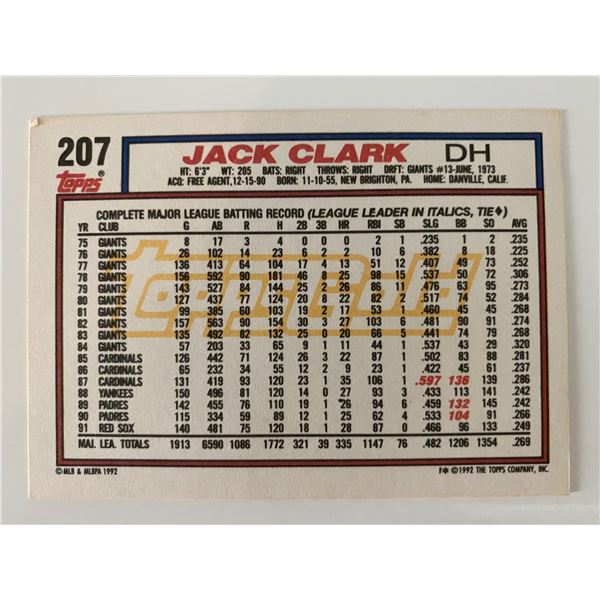 207 JACK CLARK DH
Topps®
HT: 6'3" WT: 205 BATS: RIGHT THROWS: RIGHT DRFT: GIANTS #13-JUNE, 1973
ACQ: FREE AGENT, 12-15-90 BORN: 11-10-55, NEW BRIGHTON, PA. HOME: DANVILLE, CALIF.
COMPLETE MAJOR LEAGUE BATTING RECORD (LEAGUE LEADER IN ITALICS, TIE♦)
YR CLUB G AB R H 2B 3B HR RBI SB SLG BB SO AVG
75 GIANTS 8 17 3 4 0 0 0 2 1 .235 1 2 .235
76 GIANTS 26 102 14 23 6 2 2 10 6 .382 8 18 .225
77 GIANTS 136 413 64 104 17 4 13 51 12 .407 49 73 .252
78 GIANTS 156 592 90 181 46 8 25 98 15 .537 50 72 .306
79 GIANTS 143 527 84 144 25 2 26 86 11 .476 63 95 .273
80 GIANTS 127 437 77 124 20 8 22 82 2 .517 74 52 .284
81 GIANTS 99 385 60 103 19 2 17 53 1 .460 45 45 .268
82 GIANTS 157 563 90 154 30 3 27 103 6 .481 90 91 .274
83 GIANTS 135 492 82 132 25 0 20 66 5 .441 74 79 .268
84 GIANTS 57 203 33 65 9 1 11 44 1 .537 43 29 .320
85 CARDINALS 126 442 71 124 26 3 22 87 1 .502 83 88 .281
86 CARDINALS 65 232 34 55 12 2 9 23 1 .422 45 61 .237
87 CARDINALS 131 419 93 120 23 1 35 106 1 .597 136 139 .286
88 YANKEES 150 496 81 120 14 0 27 93 3 .433 113 141 .242
89 PADRES 142 455 76 110 19 1 26 94 6 .459 132 145 .242
90 PADRES 115 334 59 89 12 1 25 62 4 .533 104 91 .266
91 RED SOX 140 481 75 120 18 1 28 87 0 .466 96 133 .249
MAJ. LEA. TOTALS 1913 6590 1086 1772 321 39 335 1147 76 .482 1206 1354 .269
ToppsGold
©MLB & MLBPA 1992 F✻ ©1992 THE TOPPS COMPANY, INC.